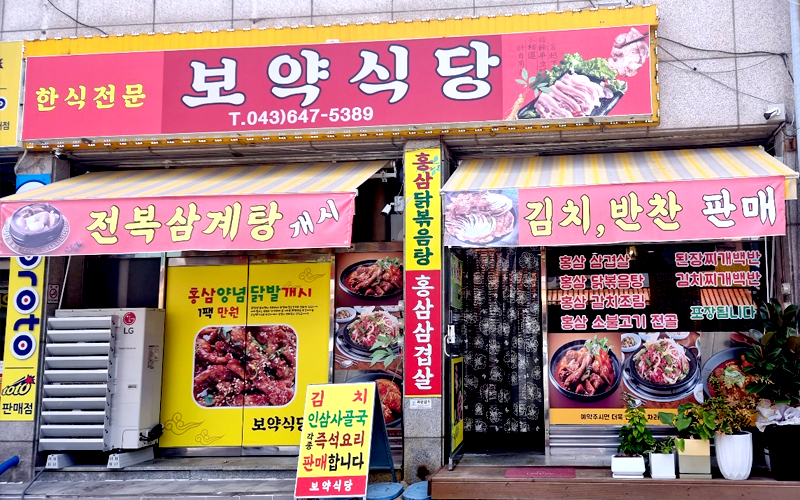 한식전문
보약식당
T.043)647-5389
전복삼계탕 개시
홍삼닭볶음탕
홍삼삼겹살
김치,반찬 판매
홍삼 삼겹살
홍삼 닭볶음탕
홍삼 김치조림
홍삼 소불고기 전골
된장찌개백반
김치찌개백반
포장됩니다
홍삼양념닭발개시
1팩 만원
보약식당
LG
김치
인삼사골국
각종 즉석요리
판매합니다
보약식당
roto
판매점